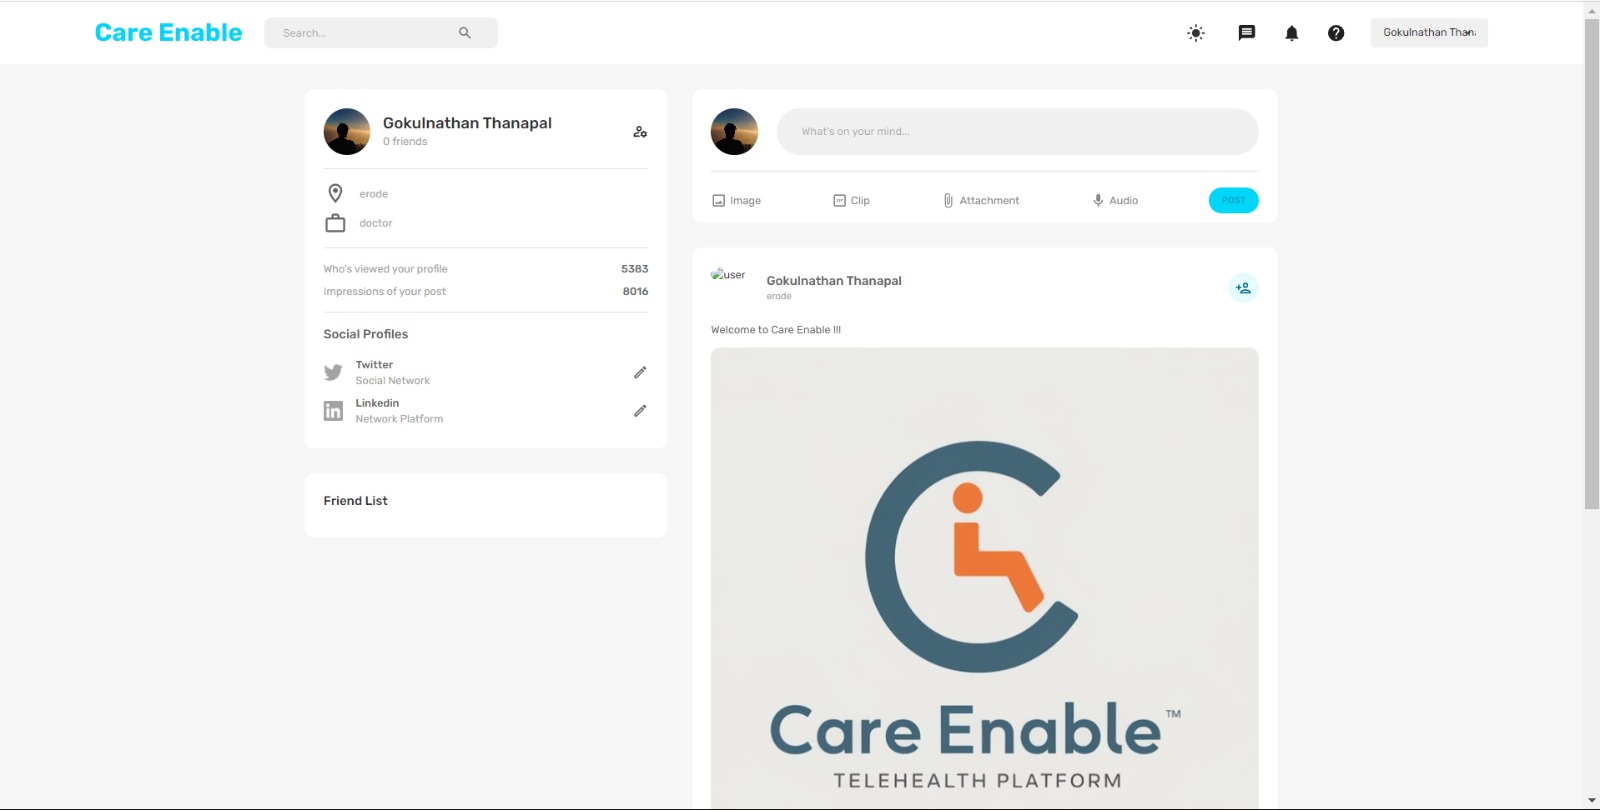 Care Enable
Search...
Gokulnathan Than
Gokulnathan Thanapal
0 friends
erode
doctor
Who's viewed your profile 5383
Impressions of your post 8016
Social Profiles
Twitter
Social Network
Linkedin
Network Platform
Friend List
What's on your mind...
Image Clip Attachment Audio POST
user
Gokulnathan Thanapal
erode
Welcome to Care Enable !!!
Care Enable™
TELEHEALTH PLATFORM